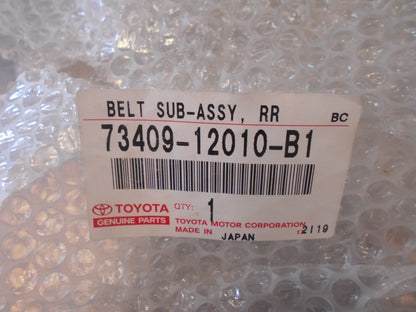 BELT SUB-ASSY, RR BC
73409-12010-B1
TOYOTA QTY: 1
GENUINE PARTS TOYOTA MOTOR CORPORATION
MADE IN JAPAN 12119